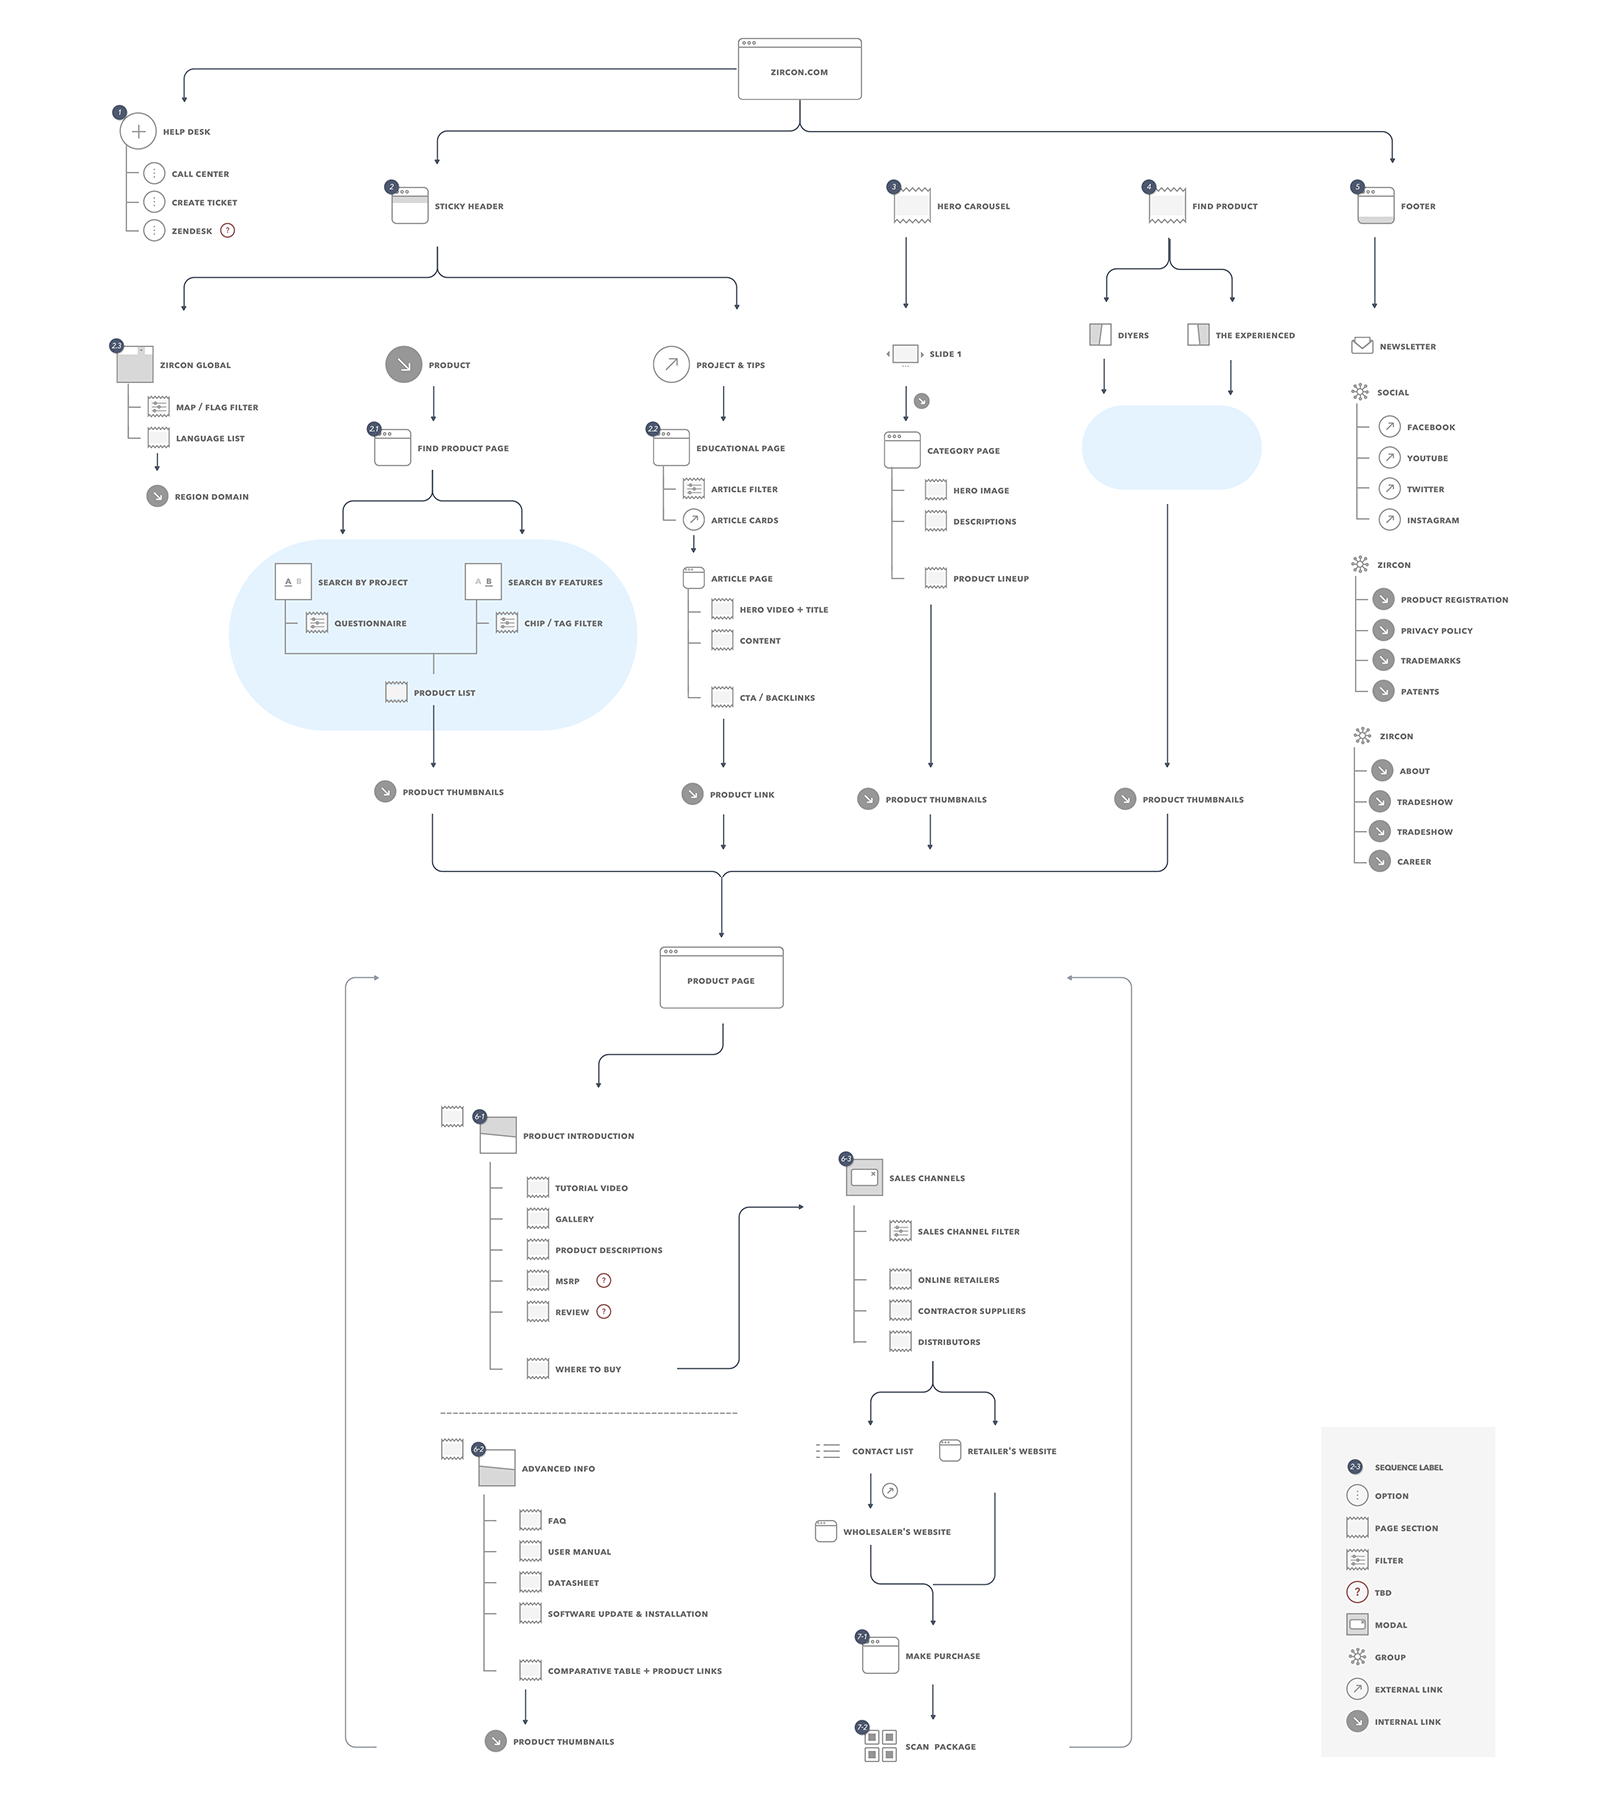 ZIRCON.COM
1
HELP DESK
CALL CENTER
CREATE TICKET
ZENDESK ?
2
STICKY HEADER
3
HERO CAROUSEL
4
FIND PRODUCT
5
FOOTER
2.3
ZIRCON GLOBAL
MAP / FLAG FILTER
LANGUAGE LIST
REGION DOMAIN
PRODUCT
2.1
FIND PRODUCT PAGE
A B
SEARCH BY PROJECT
QUESTIONNAIRE
A B
SEARCH BY FEATURES
CHIP / TAG FILTER
PRODUCT LIST
PRODUCT THUMBNAILS
PROJECT & TIPS
2.2
EDUCATIONAL PAGE
ARTICLE FILTER
ARTICLE CARDS
ARTICLE PAGE
HERO VIDEO + TITLE
CONTENT
CTA / BACKLINKS
PRODUCT LINK
SLIDE 1
CATEGORY PAGE
HERO IMAGE
DESCRIPTIONS
PRODUCT LINEUP
PRODUCT THUMBNAILS
DIYERS
THE EXPERIENCED
PRODUCT THUMBNAILS
NEWSLETTER
SOCIAL
FACEBOOK
YOUTUBE
TWITTER
INSTAGRAM
ZIRCON
PRODUCT REGISTRATION
PRIVACY POLICY
TRADEMARKS
PATENTS
ZIRCON
ABOUT
TRADESHOW
TRADESHOW
CAREER
PRODUCT PAGE
6-1
PRODUCT INTRODUCTION
TUTORIAL VIDEO
GALLERY
PRODUCT DESCRIPTIONS
MSRP ?
REVIEW ?
WHERE TO BUY
6-2
ADVANCED INFO
FAQ
USER MANUAL
DATASHEET
SOFTWARE UPDATE & INSTALLATION
COMPARATIVE TABLE + PRODUCT LINKS
PRODUCT THUMBNAILS
6-3
SALES CHANNELS
SALES CHANNEL FILTER
ONLINE RETAILERS
CONTRACTOR SUPPLIERS
DISTRIBUTORS
CONTACT LIST
RETAILER'S WEBSITE
WHOLESALER'S WEBSITE
7-1
MAKE PURCHASE
7-2
SCAN PACKAGE
2-3 SEQUENCE LABEL
OPTION
PAGE SECTION
FILTER
? TBD
MODAL
GROUP
EXTERNAL LINK
INTERNAL LINK